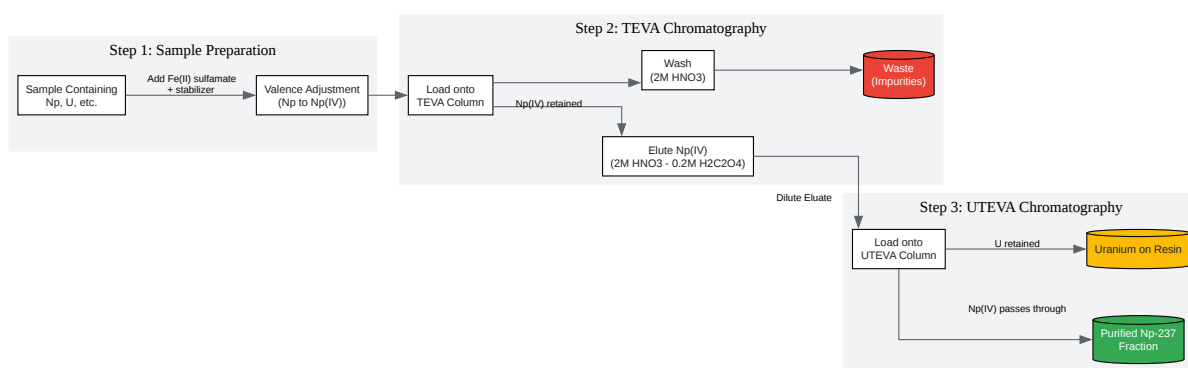 Step 1: Sample Preparation
Sample Containing
Np, U, etc.
Add Fe(II) sulfamate
+ stabilizer
Valence Adjustment
(Np to Np(IV))
Step 2: TEVA Chromatography
Load onto
TEVA Column
Wash
(2M HNO3)
Waste
(Impurities)
Np(IV) retained
Elute Np(IV)
(2M HNO3 - 0.2M H2C2O4)
Dilute Eluate
Step 3: UTEVA Chromatography
Load onto
UTEVA Column
U retained
Uranium on Resin
Np(IV) passes through
Purified Np-237
Fraction